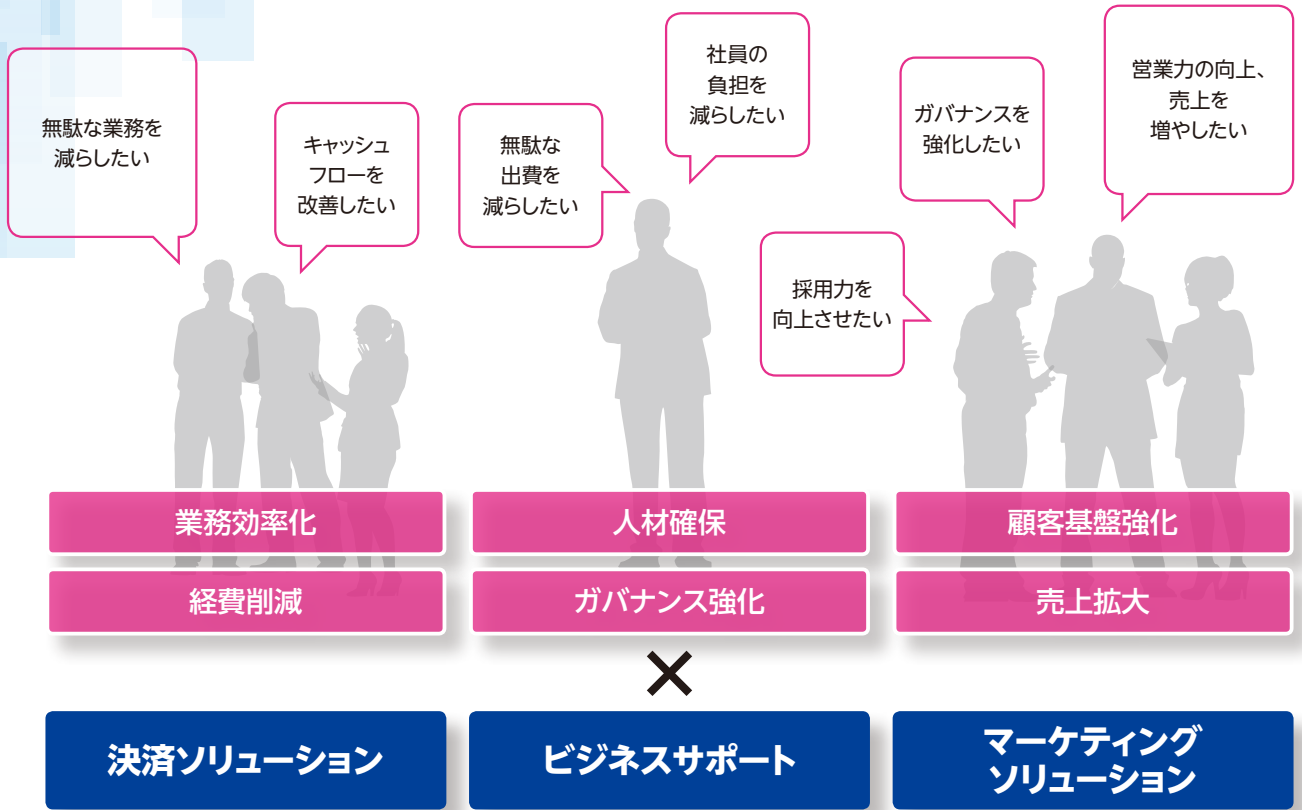 無駄な業務を
減らしたい
キャッシュ
フローを
改善したい
無駄な
出費を
減らしたい
社員の
負担を
減らしたい
採用力を
向上させたい
ガバナンスを
強化したい
営業力の向上、
売上を
増やしたい
業務効率化
人材確保
顧客基盤強化
経費削減
ガバナンス強化
売上拡大
×
決済ソリューション
ビジネスサポート
マーケティング
ソリューション